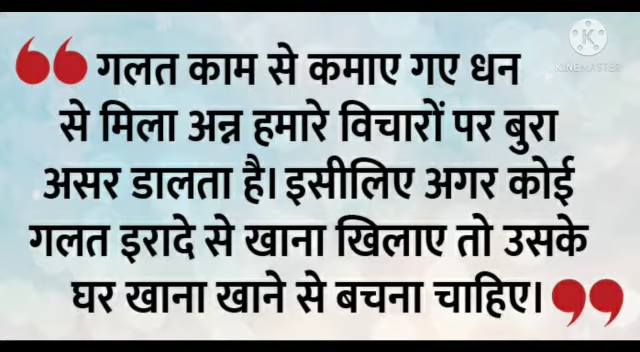 KINEMASTER
❝ गलत काम से कमाए गए धन
से मिला अन्न हमारे विचारों पर बुरा
असर डालता है। इसीलिए अगर कोई
गलत इरादे से खाना खिलाए तो उसके
घर खाना खाने से बचना चाहिए। ❞